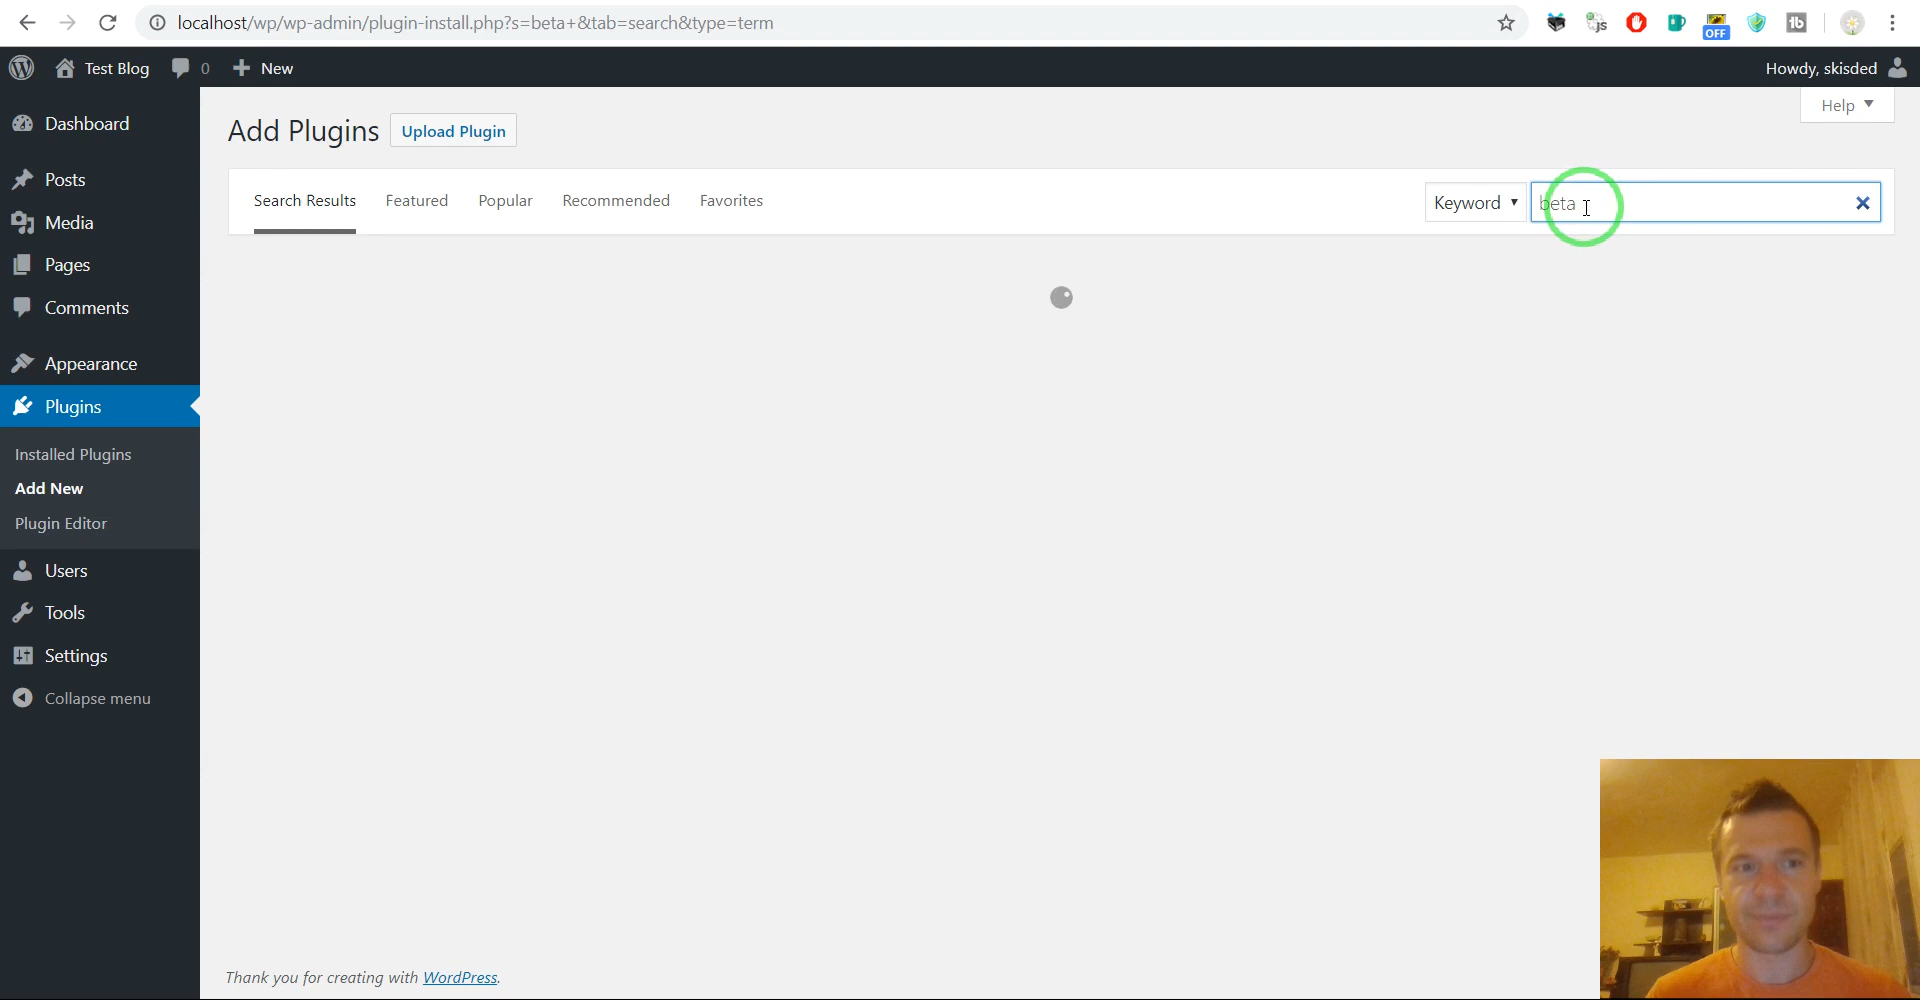 localhost/wp/wp-admin/plugin-install.php?s=beta+&tab=search&type=term
OFF
Test Blog 0 New
Howdy, skisded
Help
Dashboard
Posts
Media
Pages
Comments
Appearance
Plugins
Installed Plugins
Add New
Plugin Editor
Users
Tools
Settings
Collapse menu
Add Plugins Upload Plugin
Search Results Featured Popular Recommended Favorites
Keyword beta
Thank you for creating with WordPress.